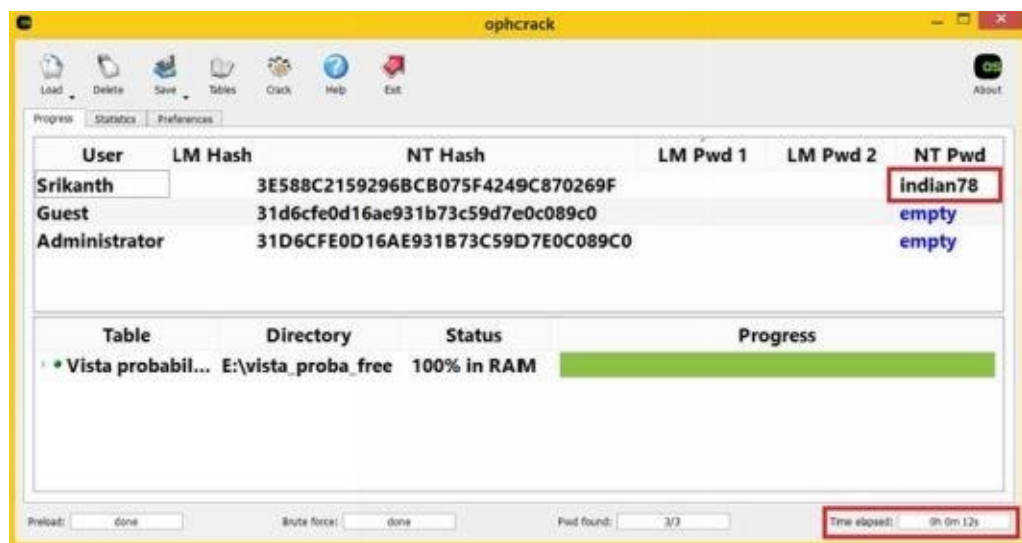 ophcrack
Load Delete Save Tables Crack Help Exit
OS
About
Progress Statistics Preferences
User LM Hash NT Hash LM Pwd 1 LM Pwd 2 NT Pwd
Srikanth 3E588C2159296BCB075F4249C870269F indian78
Guest 31d6cfe0d16ae931b73c59d7e0c089c0 empty
Administrator 31D6CFE0D16AE931B73C59D7E0C089C0 empty
Table Directory Status Progress
Vista probabil... E:\vista_proba_free 100% in RAM
Preload: done Brute force: done Pwd found: 3/3 Time elapsed: 0h 0m 12s